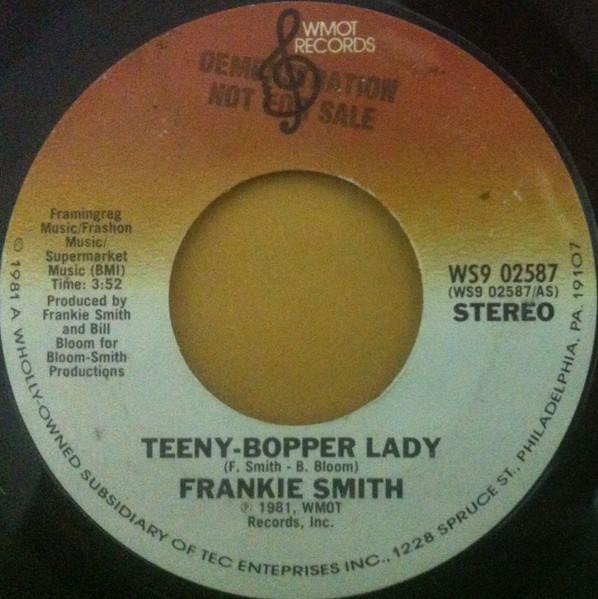 WMOT
RECORDS
DEMONSTRATION
NOT FOR SALE
Framingreg
Music/Frashon
Music/
Supermarket
Music (BMI)
Time: 3:52
Produced by
Frankie Smith
and Bill
Bloom for
Bloom-Smith
Productions
WS9 02587
(WS9 02587/AS)
STEREO
TEENY-BOPPER LADY
(F. Smith - B. Bloom)
FRANKIE SMITH
℗ 1981, WMOT
Records, Inc.
© 1981 A WHOLLY-OWNED SUBSIDIARY OF TEC ENTEPRISES INC., 1228 SPRUCE ST., PHILADELPHIA, PA. 19107